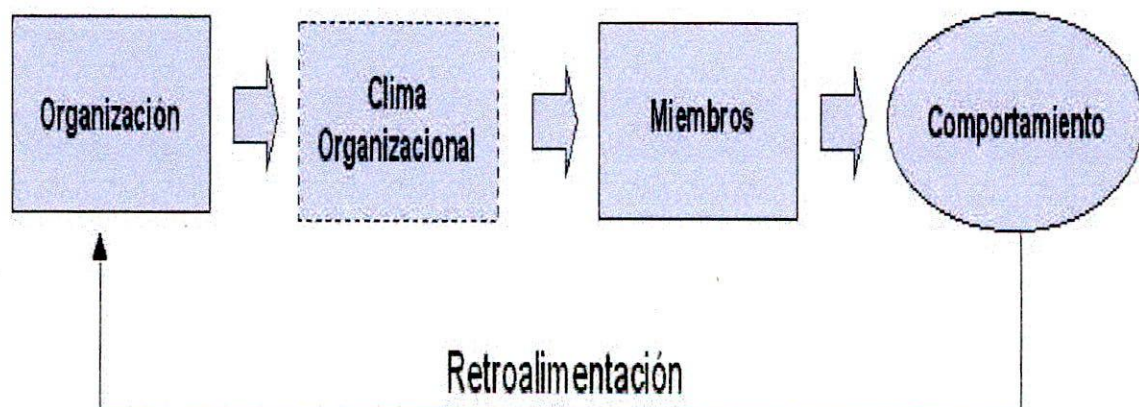 Organización
Clima
Organizacional
Miembros
Comportamiento
Retroalimentación